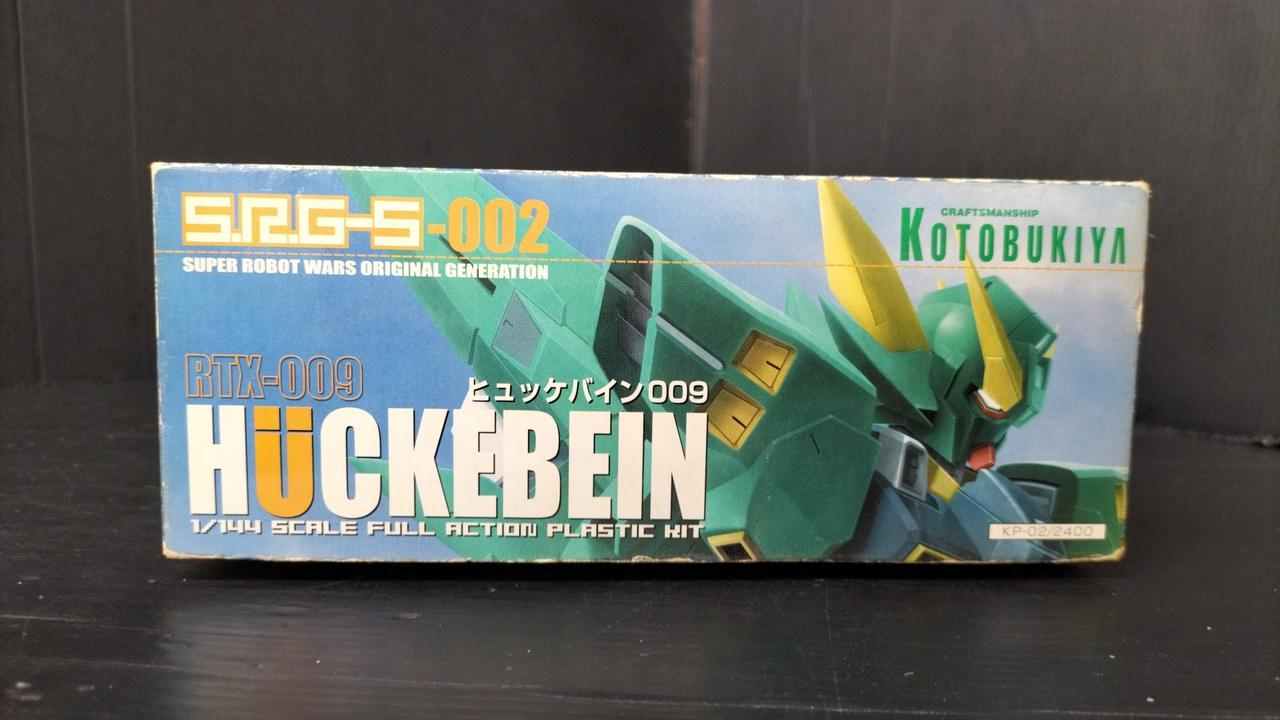 S.R.G-S-002
SUPER ROBOT WARS ORIGINAL GENERATION
CRAFTSMANSHIP
KOTOBUKIYA
RTX-009
ヒュッケバイン009
HÜCKEBEIN
1/144 SCALE FULL ACTION PLASTIC KIT
KP-02/2400